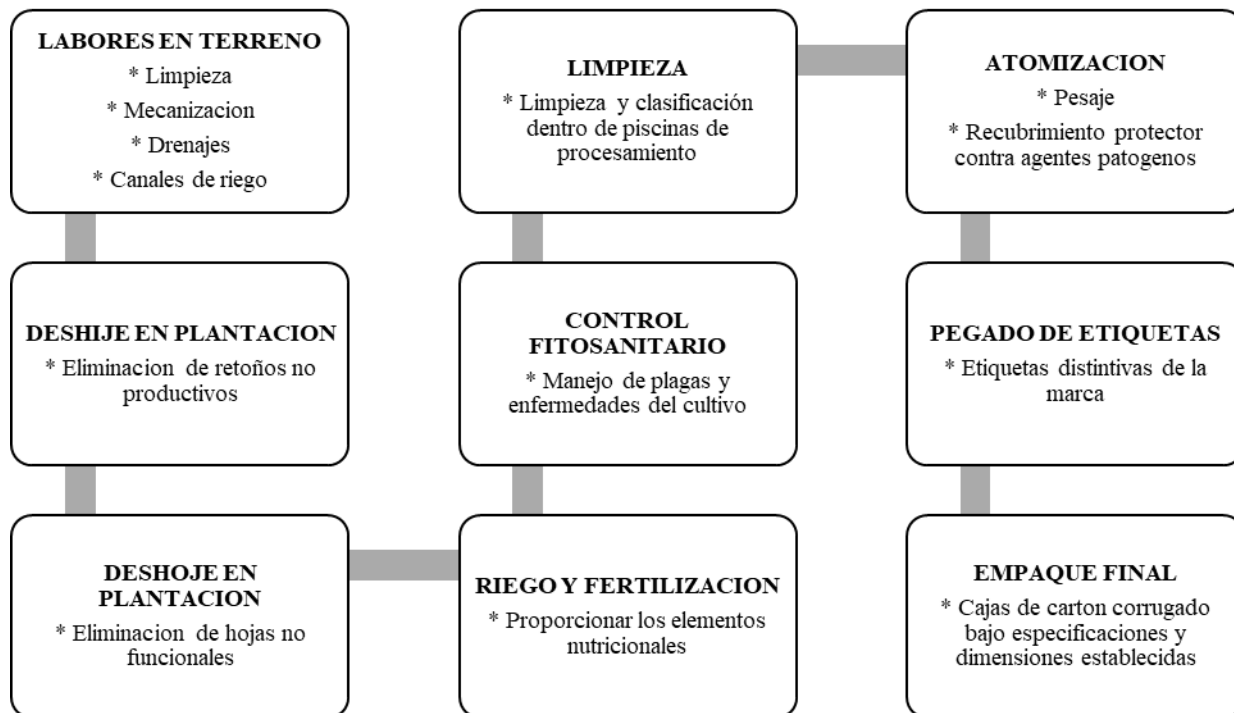 LABORES EN TERRENO
* Limpieza
* Mecanizacion
* Drenajes
* Canales de riego
DESHIJE EN PLANTACION
* Eliminacion de retoños no
productivos
DESHOJE EN
PLANTACION
* Eliminacion de hojas no
funcionales
RIEGO Y FERTILIZACION
* Proporcionar los elementos
nutricionales
CONTROL
FITOSANITARIO
* Manejo de plagas y
enfermedades del cultivo
LIMPIEZA
* Limpieza y clasificación
dentro de piscinas de
procesamiento
ATOMIZACION
* Pesaje
* Recubrimiento protector
contra agentes patogenos
PEGADO DE ETIQUETAS
* Etiquetas distintivas de la
marca
EMPAQUE FINAL
* Cajas de carton corrugado
bajo especificaciones y
dimensiones establecidas